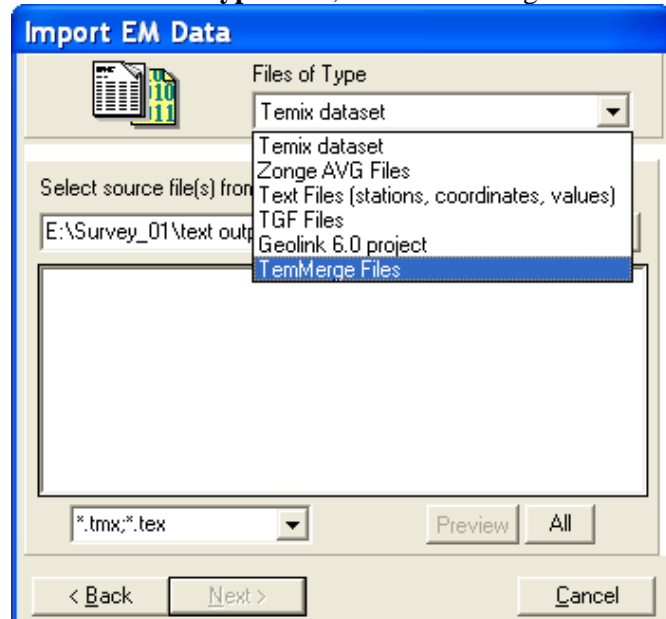 Import EM Data
Files of Type
Temix dataset
Temix dataset
Zonge AVG Files
Text Files (stations, coordinates, values)
TGF Files
Geolink 6.0 project
TemMerge Files
Select source file(s) from
E:\Survey_01\text outp
*.tmx;*.tex
Preview
All
< Back
Next >
Cancel